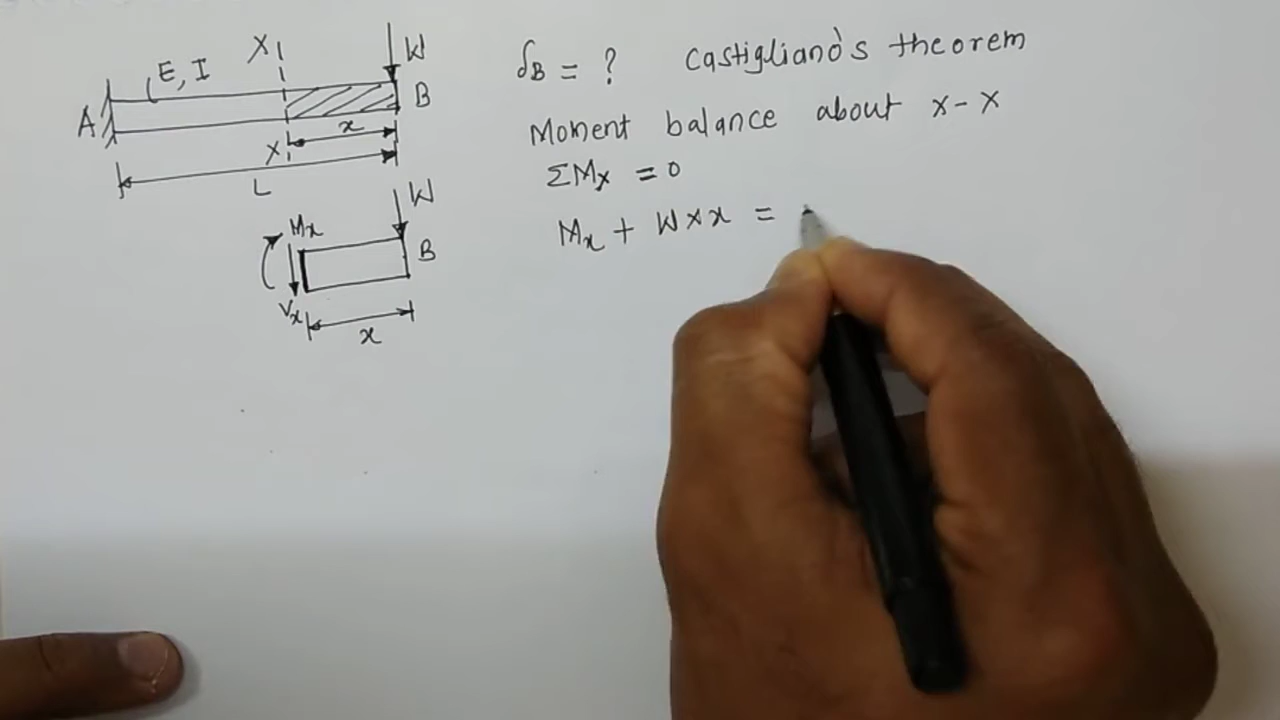 X
W
E, I
B
A
x
X
L
W
Mx
B
Vx
x
δB = ? Castigliano's theorem
Moment balance about x-x
ΣMx = 0
Mx + W×x =